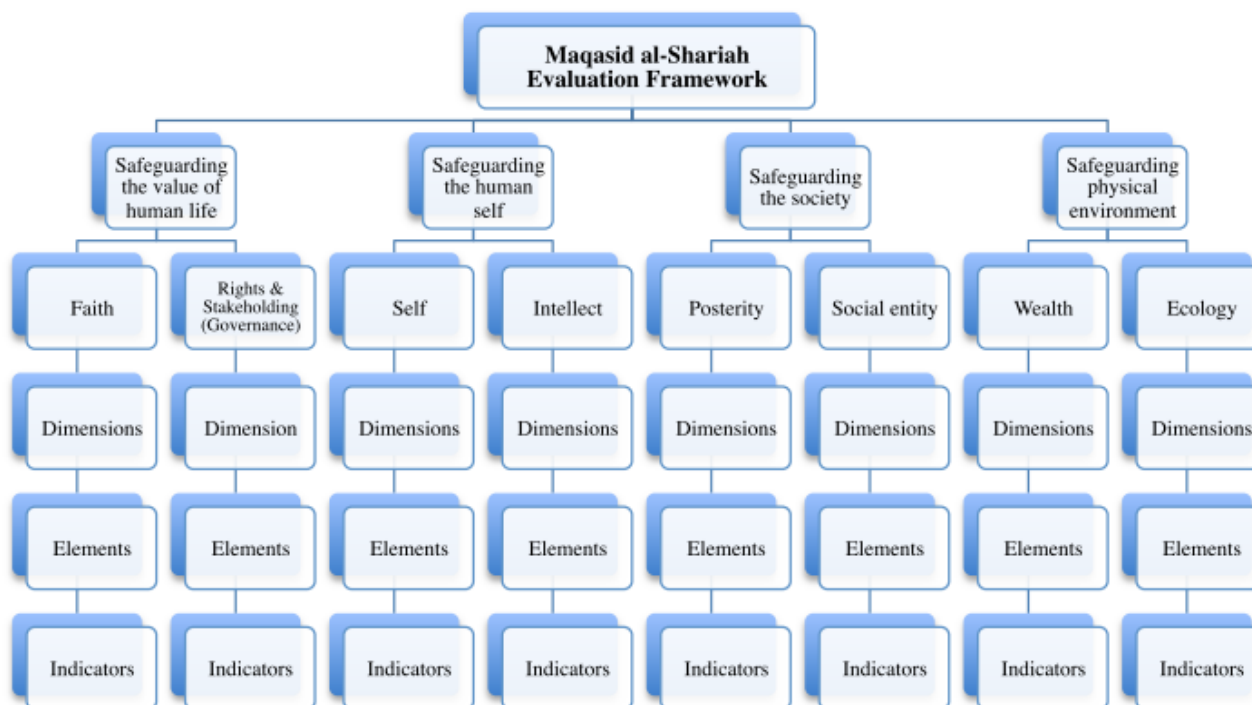 Maqasid al-Shariah
Evaluation Framework
Safeguarding
the value of
human life
Safeguarding
the human
self
Safeguarding
the society
Safeguarding
physical
environment
Faith
Rights &
Stakeholding
(Governance)
Self
Intellect
Posterity
Social entity
Wealth
Ecology
Dimensions
Dimension
Dimensions
Dimensions
Dimensions
Dimensions
Dimensions
Dimensions
Elements
Elements
Elements
Elements
Elements
Elements
Elements
Elements
Indicators
Indicators
Indicators
Indicators
Indicators
Indicators
Indicators
Indicators